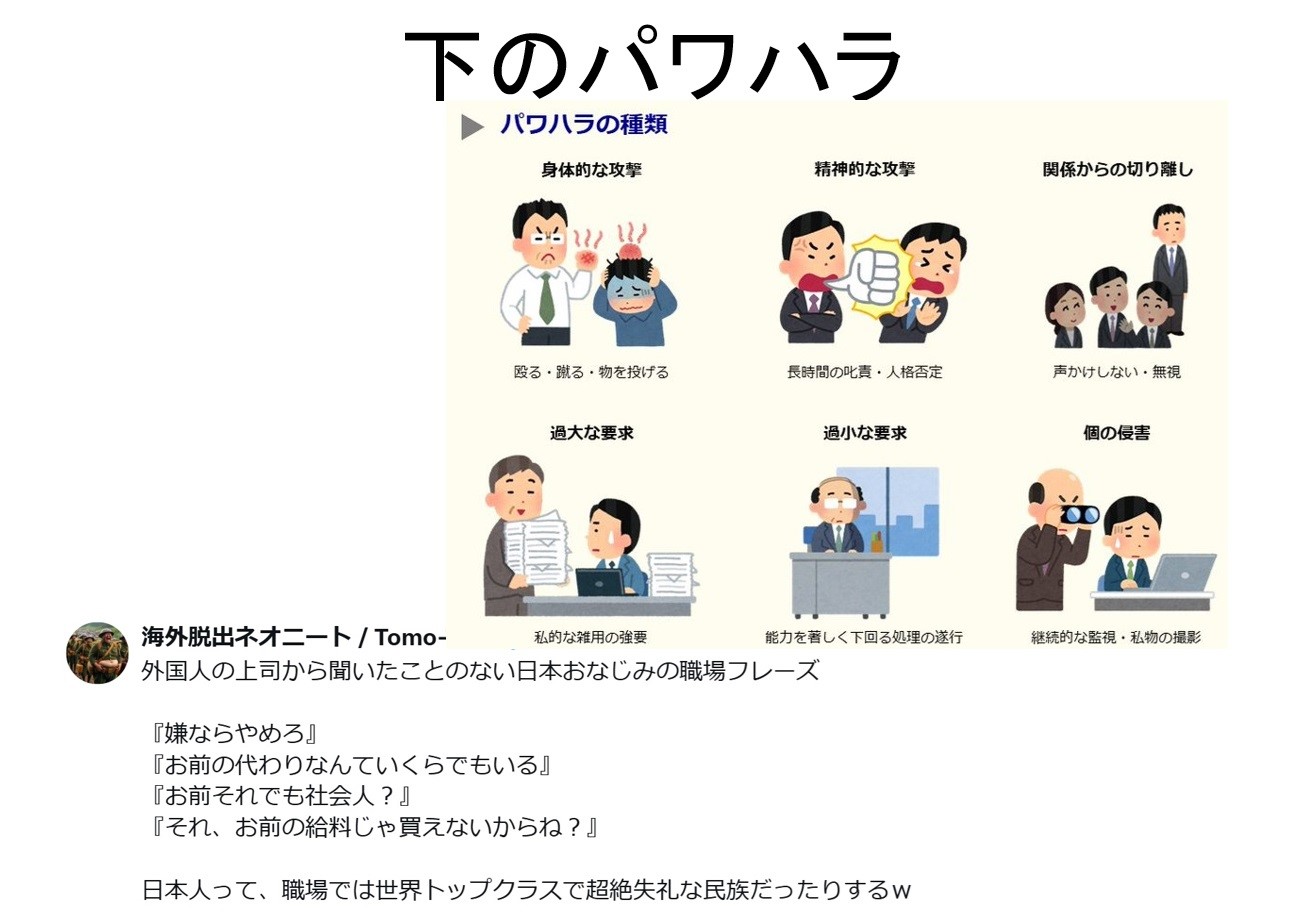 下のパワハラ
▶ パワハラの種類
身体的な攻撃
精神的な攻撃
関係からの切り離し
殴る・蹴る・物を投げる
長時間の叱責・人格否定
声かけしない・無視
過大な要求
過小な要求
個の侵害
私的な雑用の強要
能力を著しく下回る処理の遂行
継続的な監視・私物の撮影
海外脱出ネオニート / Tomo-
外国人の上司から聞いたことのない日本おなじみの職場フレーズ
『嫌ならやめろ』
『お前の代わりなんていくらでもいる』
『お前それでも社会人？』
『それ、お前の給料じゃ買えないからね？』
日本人って、職場では世界トップクラスで超絶失礼な民族だったりするw